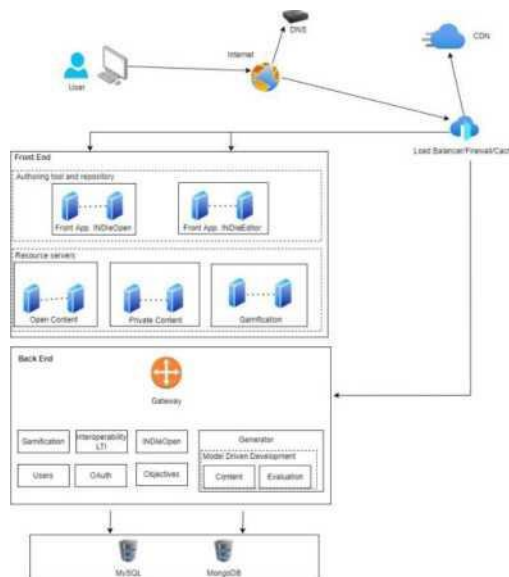 DNS
CDN
Internet
User
Load Balancer/Firewall/Cach
Front End
Authoring tool and repository
Front App. INDIeOpen
Front App. INDIeEditor
Resource servers
Open Content
Private Content
Gamification
Back End
Gateway
Gamification
Interoperability
LTI
INDIeOpen
Generator
Model Driven Development
Users
OAuth
Objectives
Content
Evaluation
MySQL
MongoDB